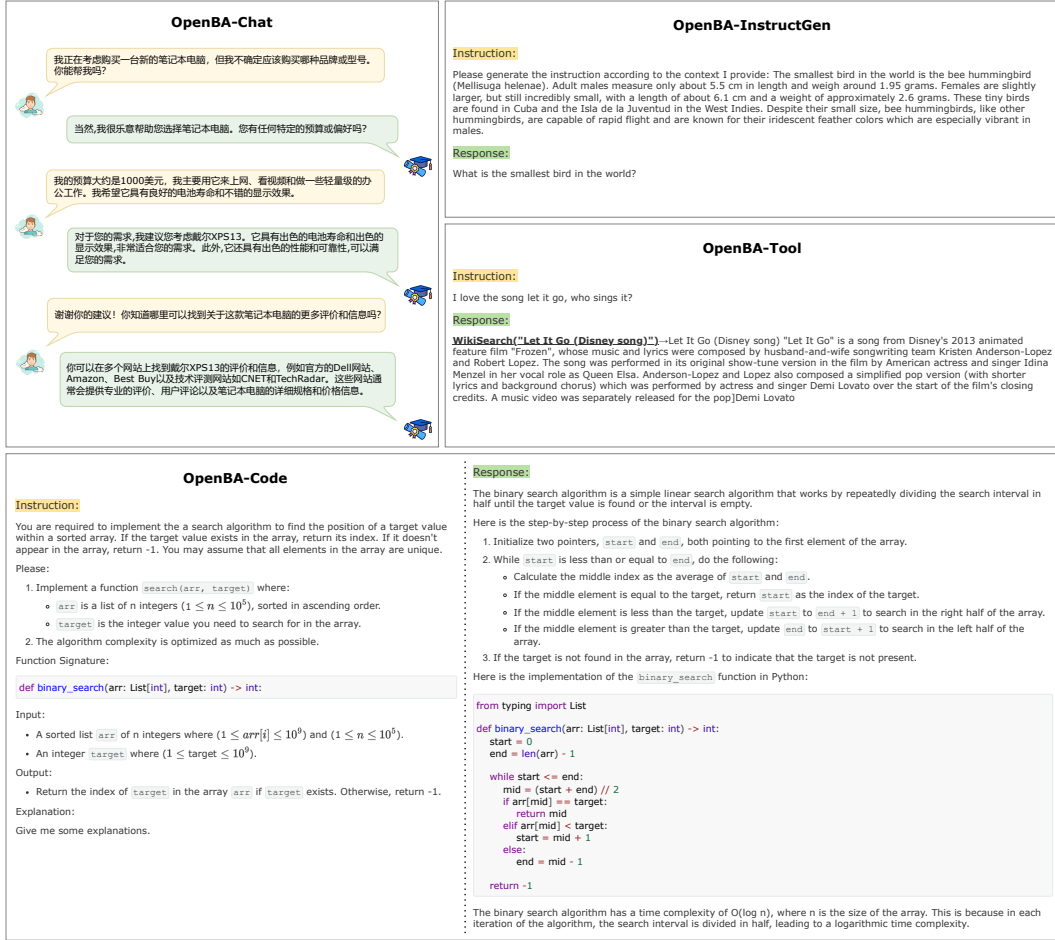 OpenBA-Chat
我正在考虑购买一台新的笔记本电脑，但我不确定应该购买哪种品牌或型号。
你能帮我吗?
当然,我很乐意帮助您选择笔记本电脑。您有任何特定的预算或偏好吗?
我的预算大约是1000美元，我主要用它来上网、看视频和做一些轻量级的办
公工作。我希望它具有良好的电池寿命和不错的显示效果。
对于您的需求,我建议您考虑戴尔XPS13。它具有出色的电池寿命和出色的
显示效果,非常适合您的需求。此外,它还具有出色的性能和可靠性,可以满
足您的需求。
谢谢你的建议！你知道哪里可以找到关于这款笔记本电脑的更多评价和信息吗?
你可以在多个网站上找到戴尔XPS13的评价和信息，例如官方的Dell网站、
Amazon、Best Buy以及技术评测网站如CNET和TechRadar。这些网站通
常会提供专业的评价、用户评论以及笔记本电脑的详细规格和价格信息。
OpenBA-InstructGen
Instruction:
Please generate the instruction according to the context I provide: The smallest bird in the world is the bee hummingbird
(Mellisuga helenae). Adult males measure only about 5.5 cm in length and weigh around 1.95 grams. Females are slightly
larger, but still incredibly small, with a length of about 6.1 cm and a weight of approximately 2.6 grams. These tiny birds
are found in Cuba and the Isla de la Juventud in the West Indies. Despite their small size, bee hummingbirds, like other
hummingbirds, are capable of rapid flight and are known for their iridescent feather colors which are especially vibrant in
males.
Response:
What is the smallest bird in the world?
OpenBA-Tool
Instruction:
I love the song let it go, who sings it?
Response:
WikiSearch("Let It Go (Disney song)")→Let It Go (Disney song) "Let It Go" is a song from Disney's 2013 animated
feature film "Frozen", whose music and lyrics were composed by husband-and-wife songwriting team Kristen Anderson-Lopez
and Robert Lopez. The song was performed in its original show-tune version in the film by American actress and singer Idina
Menzel in her vocal role as Queen Elsa. Anderson-Lopez and Lopez also composed a simplified pop version (with shorter
lyrics and background chorus) which was performed by actress and singer Demi Lovato over the start of the film's closing
credits. A music video was separately released for the pop]Demi Lovato
OpenBA-Code
Instruction:
You are required to implement the a search algorithm to find the position of a target value
within a sorted array. If the target value exists in the array, return its index. If it doesn't
appear in the array, return -1. You may assume that all elements in the array are unique.
Please:
1. Implement a function search(arr, target) where:
• arr is a list of n integers (1 ≤ n ≤ 10^5), sorted in ascending order.
• target is the integer value you need to search for in the array.
2. The algorithm complexity is optimized as much as possible.
Function Signature:
def binary_search(arr: List[int], target: int) -> int:
Input:
• A sorted list arr of n integers where (1 ≤ arr[i] ≤ 10^9) and (1 ≤ n ≤ 10^5).
• An integer target where (1 ≤ target ≤ 10^9).
Output:
• Return the index of target in the array arr if target exists. Otherwise, return -1.
Explanation:
Give me some explanations.
Response:
The binary search algorithm is a simple linear search algorithm that works by repeatedly dividing the search interval in
half until the target value is found or the interval is empty.
Here is the step-by-step process of the binary search algorithm:
1. Initialize two pointers, start and end, both pointing to the first element of the array.
2. While start is less than or equal to end, do the following:
• Calculate the middle index as the average of start and end.
• If the middle element is equal to the target, return start as the index of the target.
• If the middle element is less than the target, update start to end + 1 to search in the right half of the array.
• If the middle element is greater than the target, update end to start + 1 to search in the left half of the
array.
3. If the target is not found in the array, return -1 to indicate that the target is not present.
Here is the implementation of the binary_search function in Python:
from typing import List
def binary_search(arr: List[int], target: int) -> int:
start = 0
end = len(arr) - 1
while start <= end:
mid = (start + end) // 2
if arr[mid] == target:
return mid
elif arr[mid] < target:
start = mid + 1
else:
end = mid - 1
return -1
The binary search algorithm has a time complexity of O(log n), where n is the size of the array. This is because in each
iteration of the algorithm, the search interval is divided in half, leading to a logarithmic time complexity.